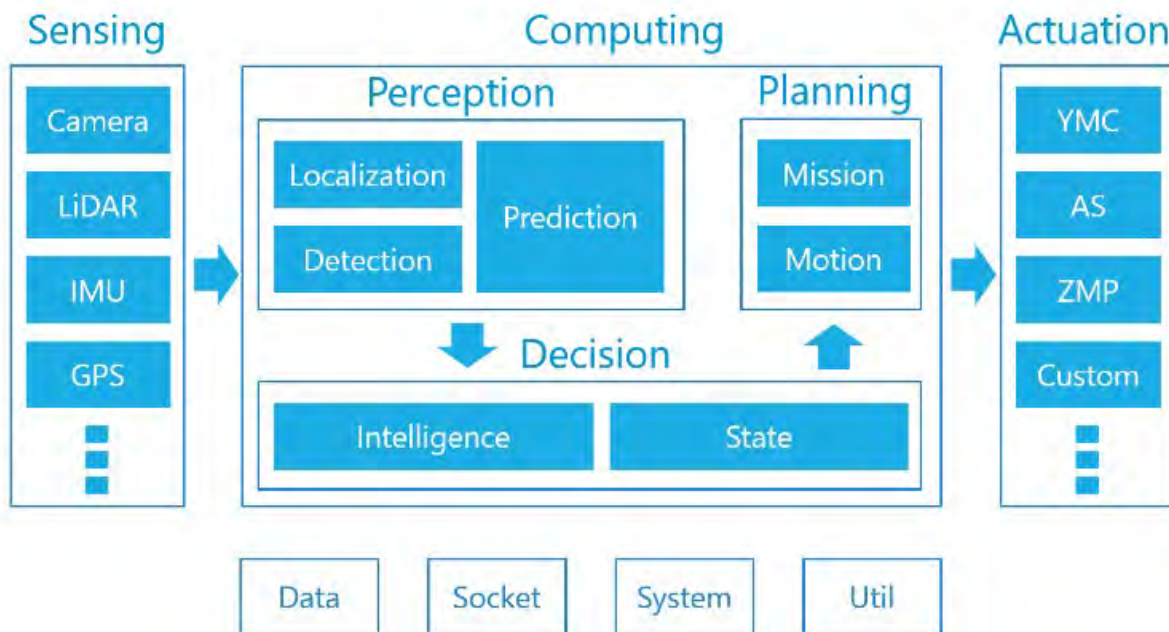 Sensing
Computing
Actuation
Camera
LiDAR
IMU
GPS
Perception
Localization
Detection
Prediction
Planning
Mission
Motion
Decision
Intelligence
State
YMC
AS
ZMP
Custom
Data
Socket
System
Util